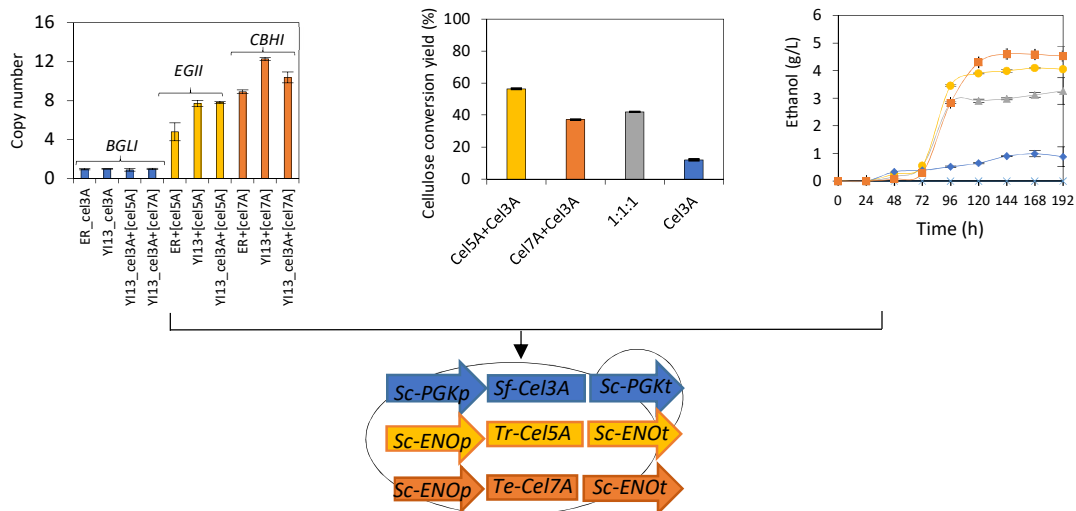 Copy number
16
12
8
4
0
BGLI
EGII
CBHI
ER_cel3A
YI13_cel3A
YI13_cel3A+[cel5A]
YI13_cel3A+[cel7A]
ER+[cel5A]
YI13+[cel5A]
YI13_cel3A+[cel5A]
ER+[cel7A]
YI13+[cel7A]
YI13_cel3A+[cel7A]
Cellulose conversion yield (%)
100
80
60
40
20
0
Cel5A+Cel3A
Cel7A+Cel3A
1:1:1
Cel3A
Ethanol (g/L)
6
5
4
3
2
1
0
0 24 48 72 96 120 144 168 192
Time (h)
Sc-PGKp Sf-Cel3A Sc-PGKt
Sc-ENOp Tr-Cel5A Sc-ENOt
Sc-ENOp Te-Cel7A Sc-ENOt